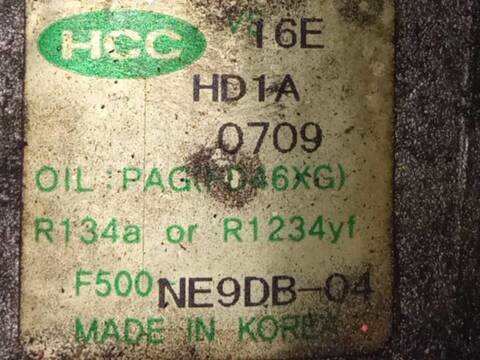 HCC 16E
HD1A
0709
OIL : PAG(FD46XG)
R134a or R1234yf
F500 NE9DB-04
MADE IN KOREA